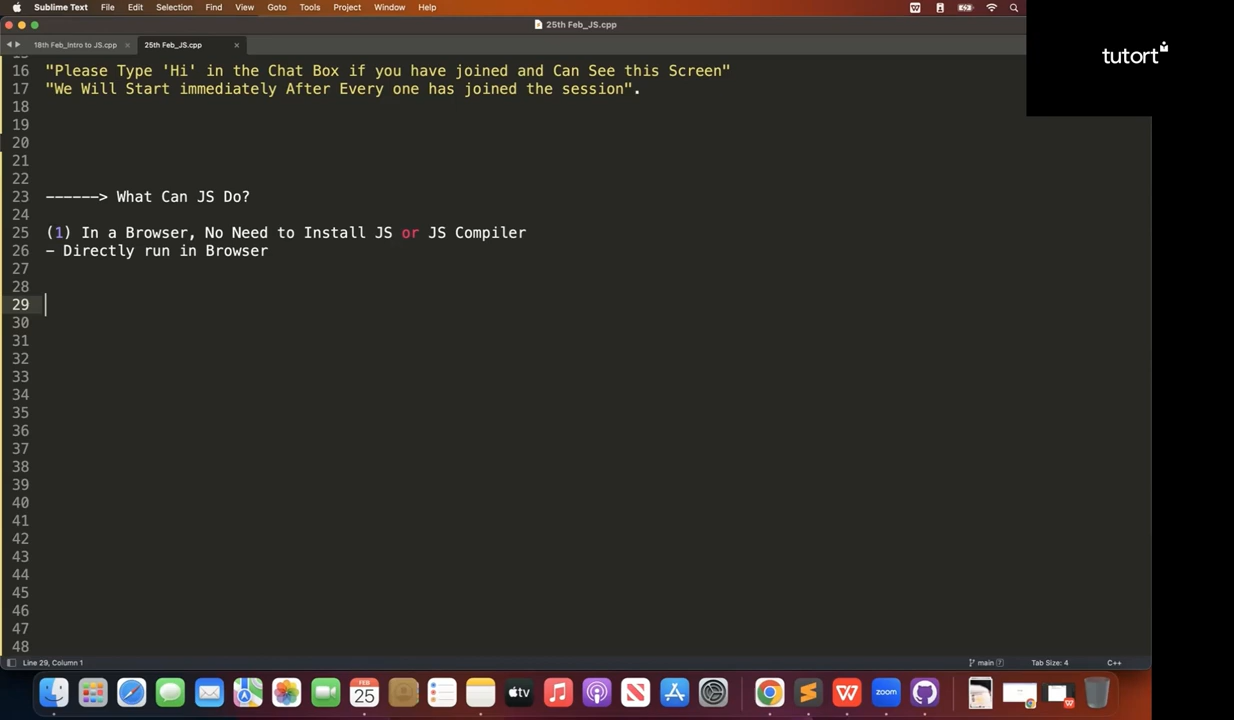 Sublime Text File Edit Selection Find View Goto Tools Project Window Help
25th Feb_JS.cpp
18th Feb_Intro to JS.cpp × 25th Feb_JS.cpp ×
tutort
16 "Please Type 'Hi' in the Chat Box if you have joined and Can See this Screen"
17 "We Will Start immediately After Every one has joined the session".
18
19
20
21
22
23 ------> What Can JS Do?
24
25 (1) In a Browser, No Need to Install JS or JS Compiler
26 - Directly run in Browser
27
28
29
30
31
32
33
34
35
36
37
38
39
40
41
42
43
44
45
46
47
48
Line 29, Column 1 main Tab Size: 4 C++
FEB
25
tv
zoom